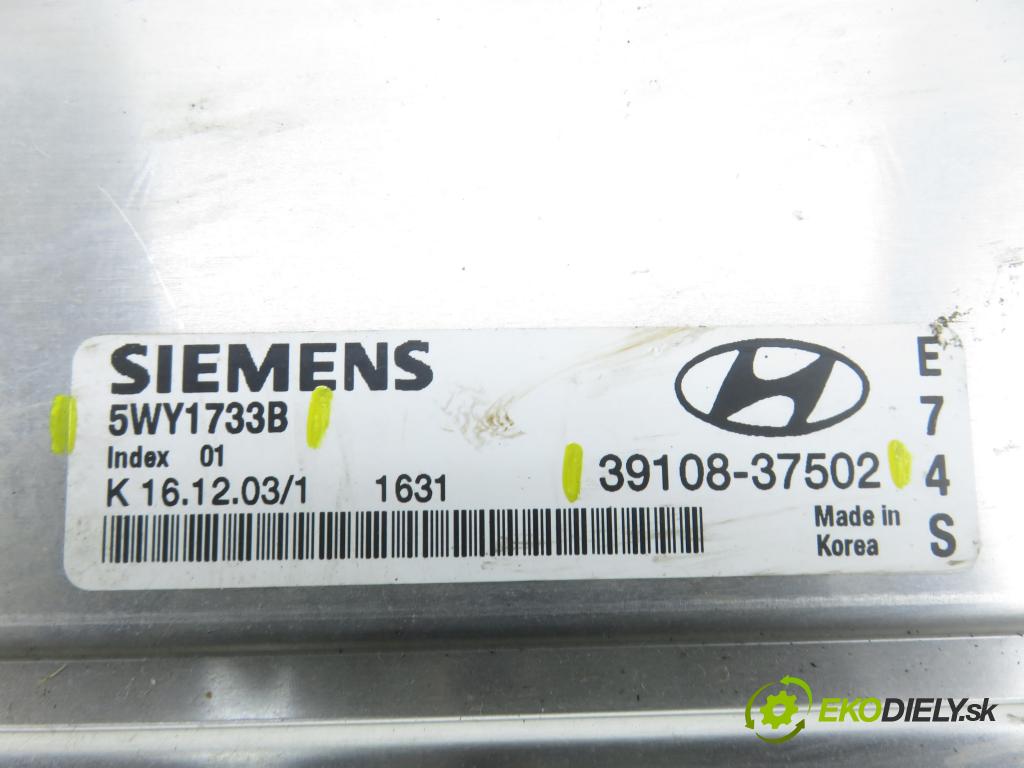 SIEMENS
5WY1733B
Index 01
K 16.12.03/1 1631
39108-37502
Made in
Korea
E
7
4
S
EKODIELY.sk